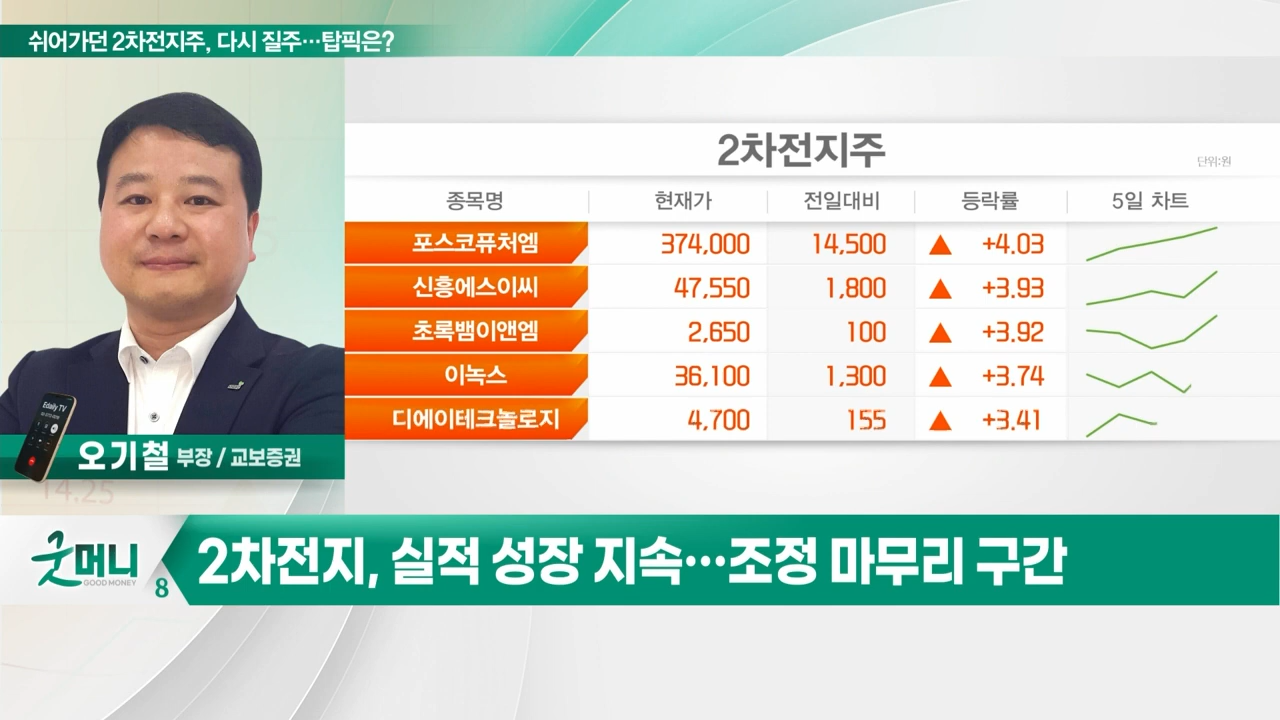 쉬어가던 2차전지주, 다시 질주…탑픽은?
2차전지주
단위:원
종목명 현재가 전일대비 등락률 5일 차트
포스코퓨처엠 374,000 14,500 ▲ +4.03
신흥에스이씨 47,550 1,800 ▲ +3.93
초록뱀이앤엠 2,650 100 ▲ +3.92
이녹스 36,100 1,300 ▲ +3.74
디에이테크놀로지 4,700 155 ▲ +3.41
Edaily TV
오기철 부장 / 교보증권
14.25
굿머니
GOOD MONEY
8
2차전지, 실적 성장 지속…조정 마무리 구간